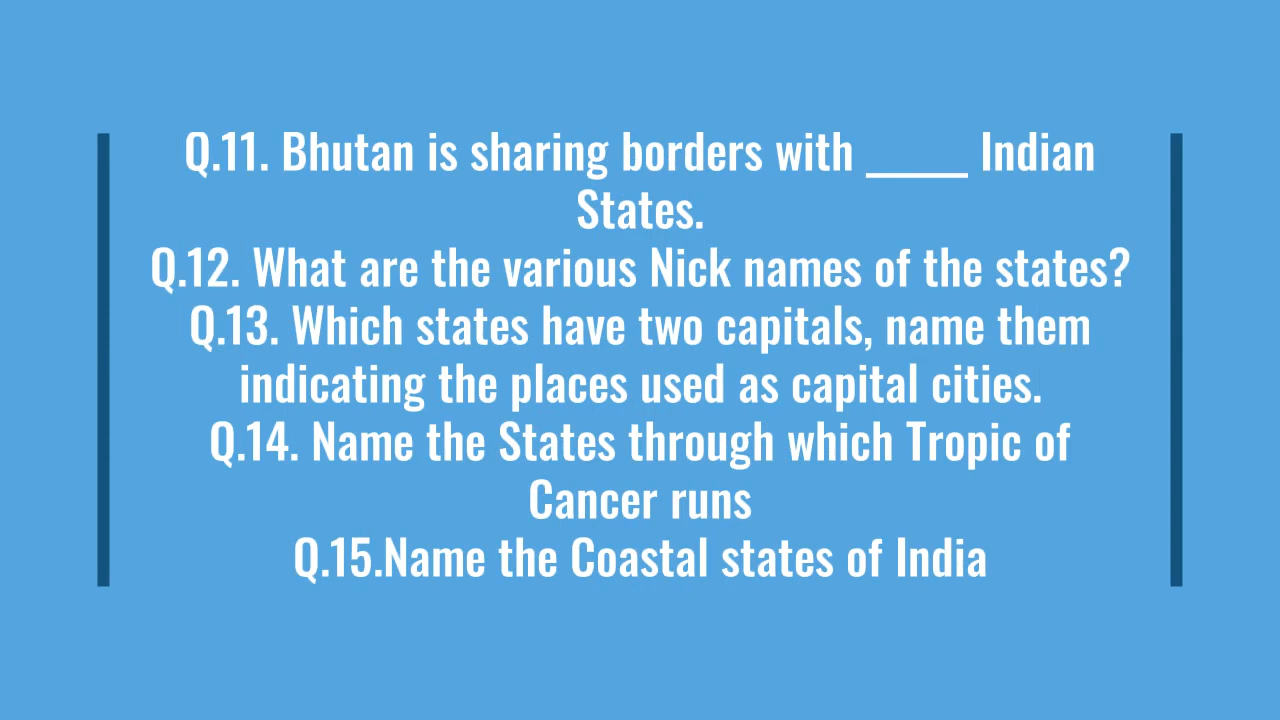 Q.11. Bhutan is sharing borders with _____ Indian
States.
Q.12. What are the various Nick names of the states?
Q.13. Which states have two capitals, name them
indicating the places used as capital cities.
Q.14. Name the States through which Tropic of
Cancer runs
Q.15.Name the Coastal states of India